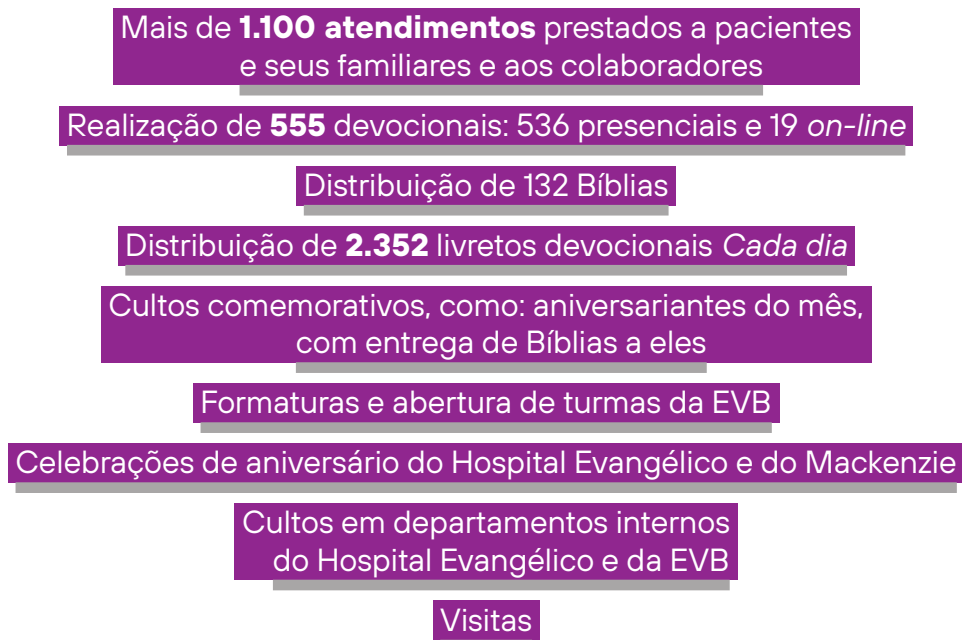 Mais de 1.100 atendimentos prestados a pacientes
e seus familiares e aos colaboradores
Realização de 555 devocionais: 536 presenciais e 19 on-line
Distribuição de 132 Bíblias
Distribuição de 2.352 livretos devocionais Cada dia
Cultos comemorativos, como: aniversariantes do mês,
com entrega de Bíblias a eles
Formaturas e abertura de turmas da EVB
Celebrações de aniversário do Hospital Evangélico e do Mackenzie
Cultos em departamentos internos
do Hospital Evangélico e da EVB
Visitas